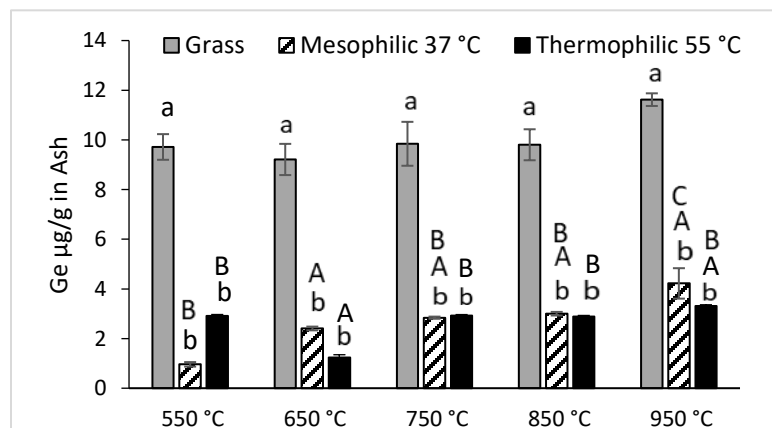 Ge µg/g in Ash
14
12
10
8
6
4
2
0
Grass
Mesophilic 37 °C
Thermophilic 55 °C
a
B
b
B
b
a
A
b
A
b
a
B
A
b
B
b
a
B
A
b
B
b
a
C
A
b
B
A
b
550 °C
650 °C
750 °C
850 °C
950 °C